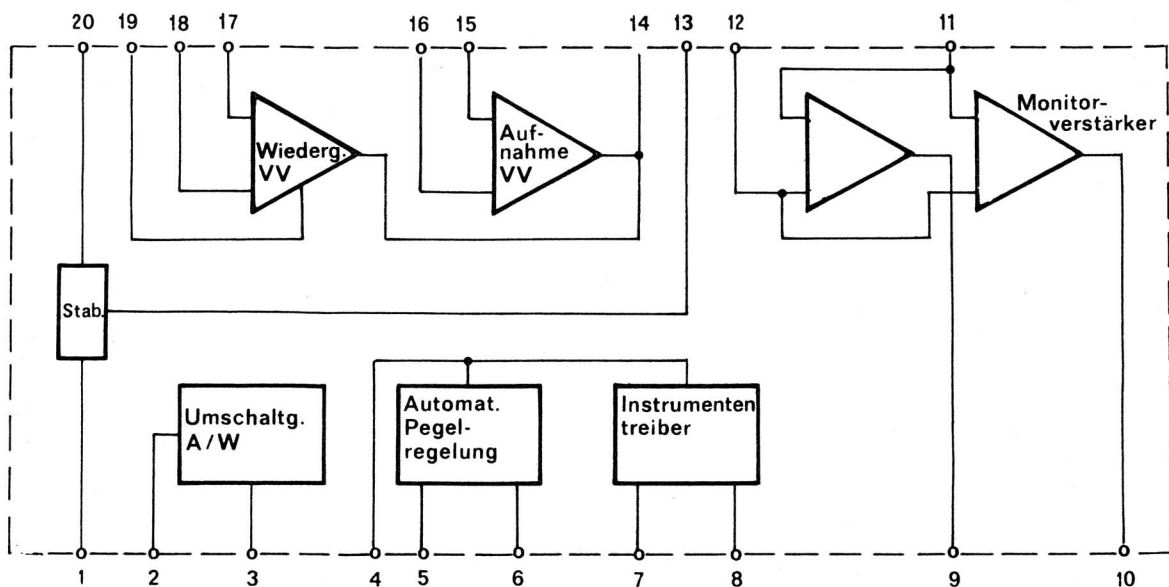 20 19 18 17 16 15 14 13 12 11
Wiederg.
VV
Auf-
nahme
VV
Monitor-
verstärker
Stab.
Umschaltg.
A/W
Automat.
Pegel-
regelung
Instrumenten
treiber
1 2 3 4 5 6 7 8 9 10